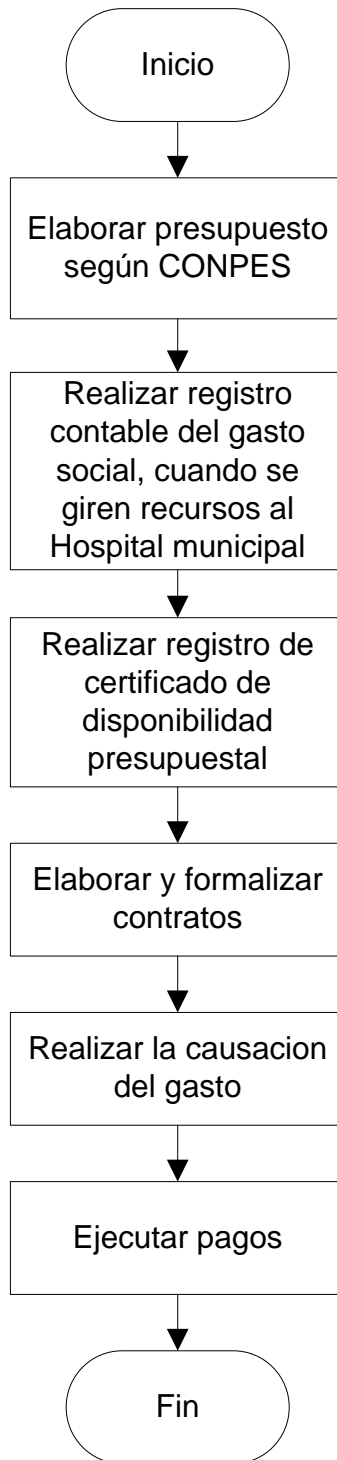 Inicio
Elaborar presupuesto
según CONPES
Realizar registro
contable del gasto
social, cuando se
giren recursos al
Hospital municipal
Realizar registro de
certificado de
disponibilidad
presupuestal
Elaborar y formalizar
contratos
Realizar la causacion
del gasto
Ejecutar pagos
Fin